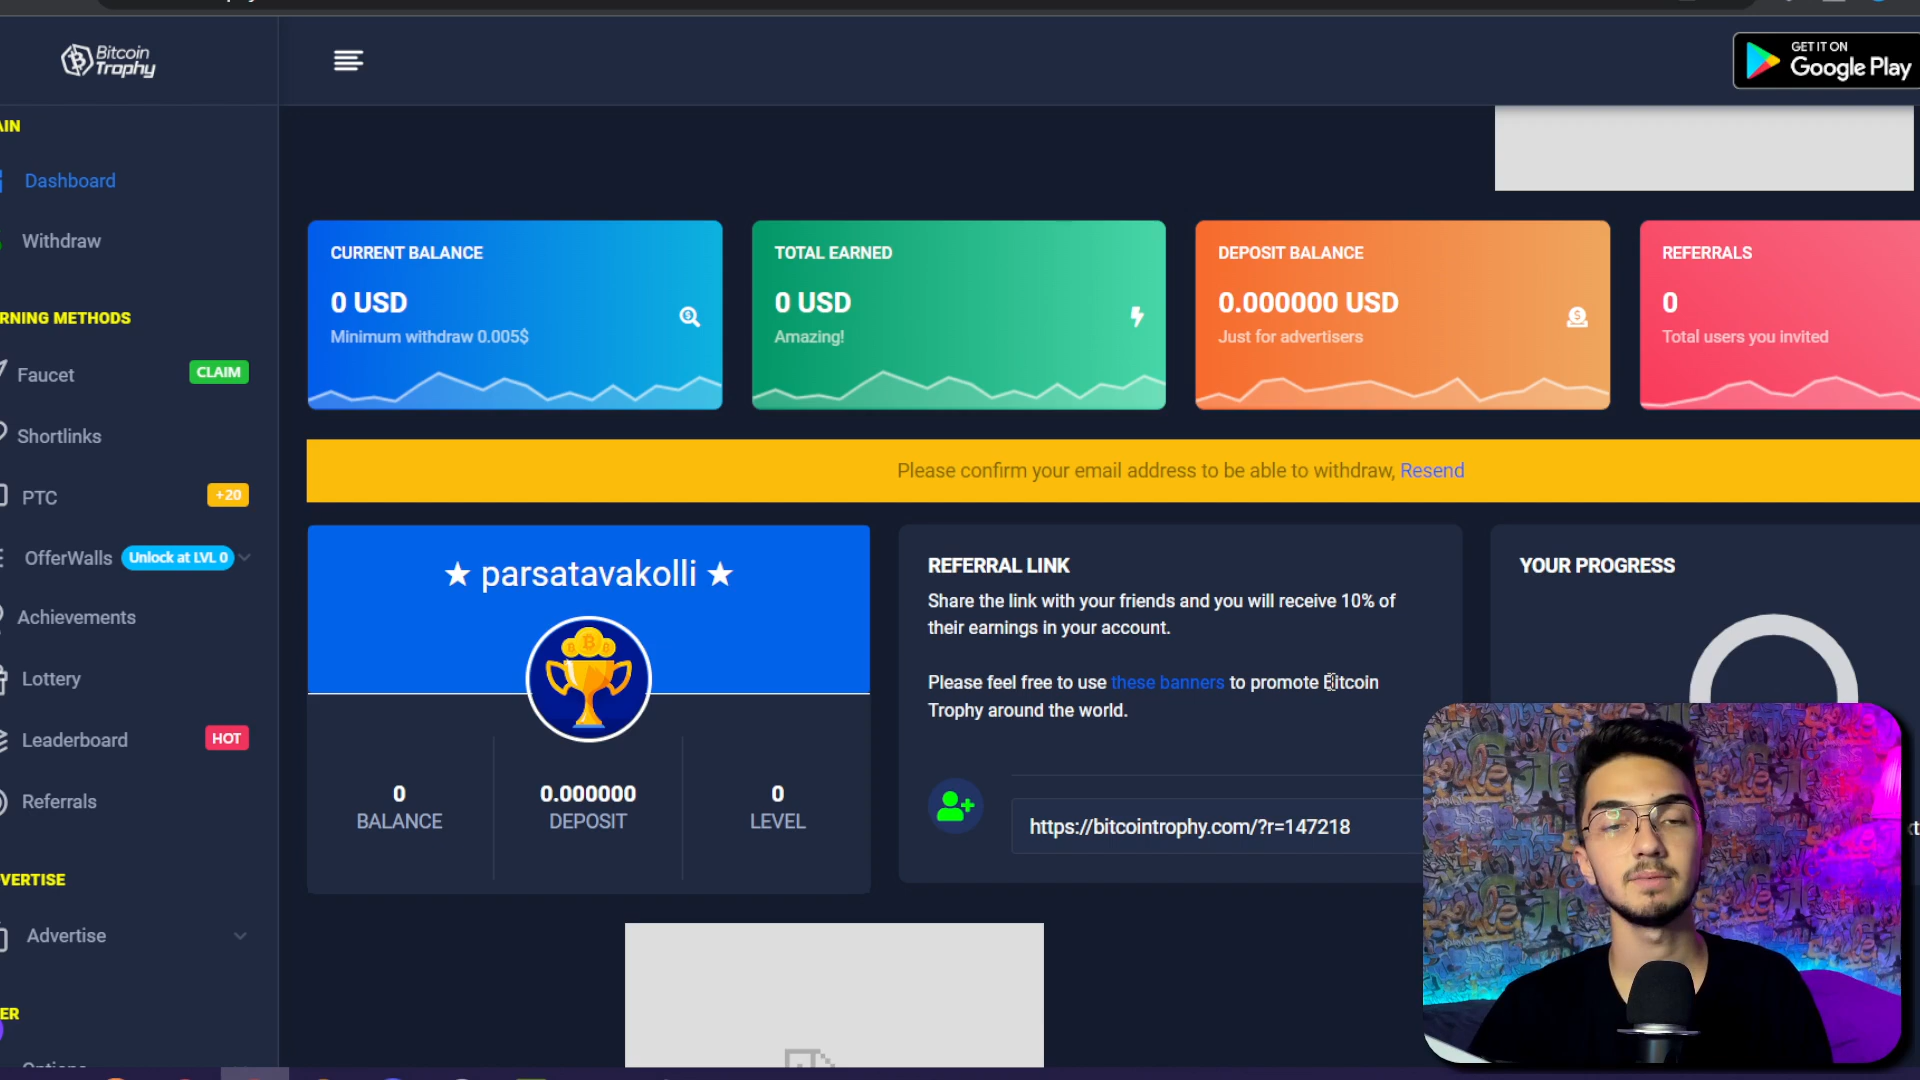 Bitcoin
Trophy
GET IT ON
Google Play
AIN
Dashboard
Withdraw
RNING METHODS
Faucet CLAIM
Shortlinks
PTC +20
OfferWalls Unlock at LVL 0
Achievements
Lottery
Leaderboard HOT
Referrals
VERTISE
Advertise
ER
CURRENT BALANCE
0 USD
Minimum withdraw 0.005$
TOTAL EARNED
0 USD
Amazing!
DEPOSIT BALANCE
0.000000 USD
Just for advertisers
REFERRALS
0
Total users you invited
Please confirm your email address to be able to withdraw, Resend
★ parsatavakolli ★
0
BALANCE
0.000000
DEPOSIT
0
LEVEL
REFERRAL LINK
Share the link with your friends and you will receive 10% of
their earnings in your account.
Please feel free to use these banners to promote Bitcoin
Trophy around the world.
https://bitcointrophy.com/?r=147218
YOUR PROGRESS